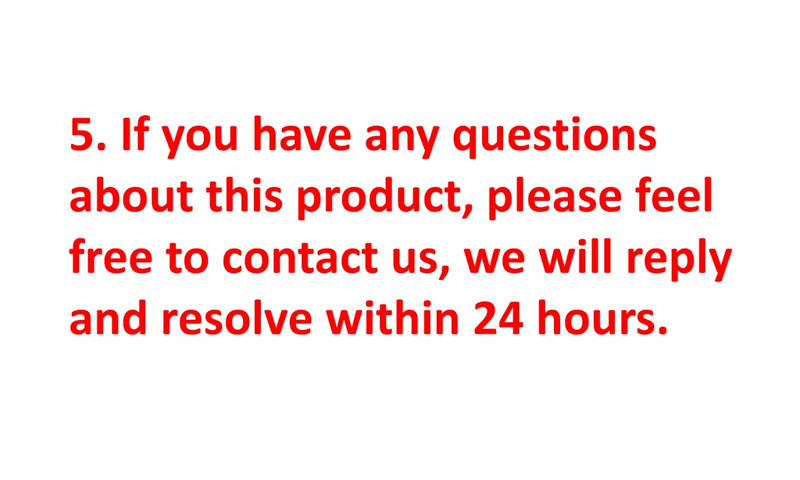 5. If you have any questions
about this product, please feel
free to contact us, we will reply
and resolve within 24 hours.